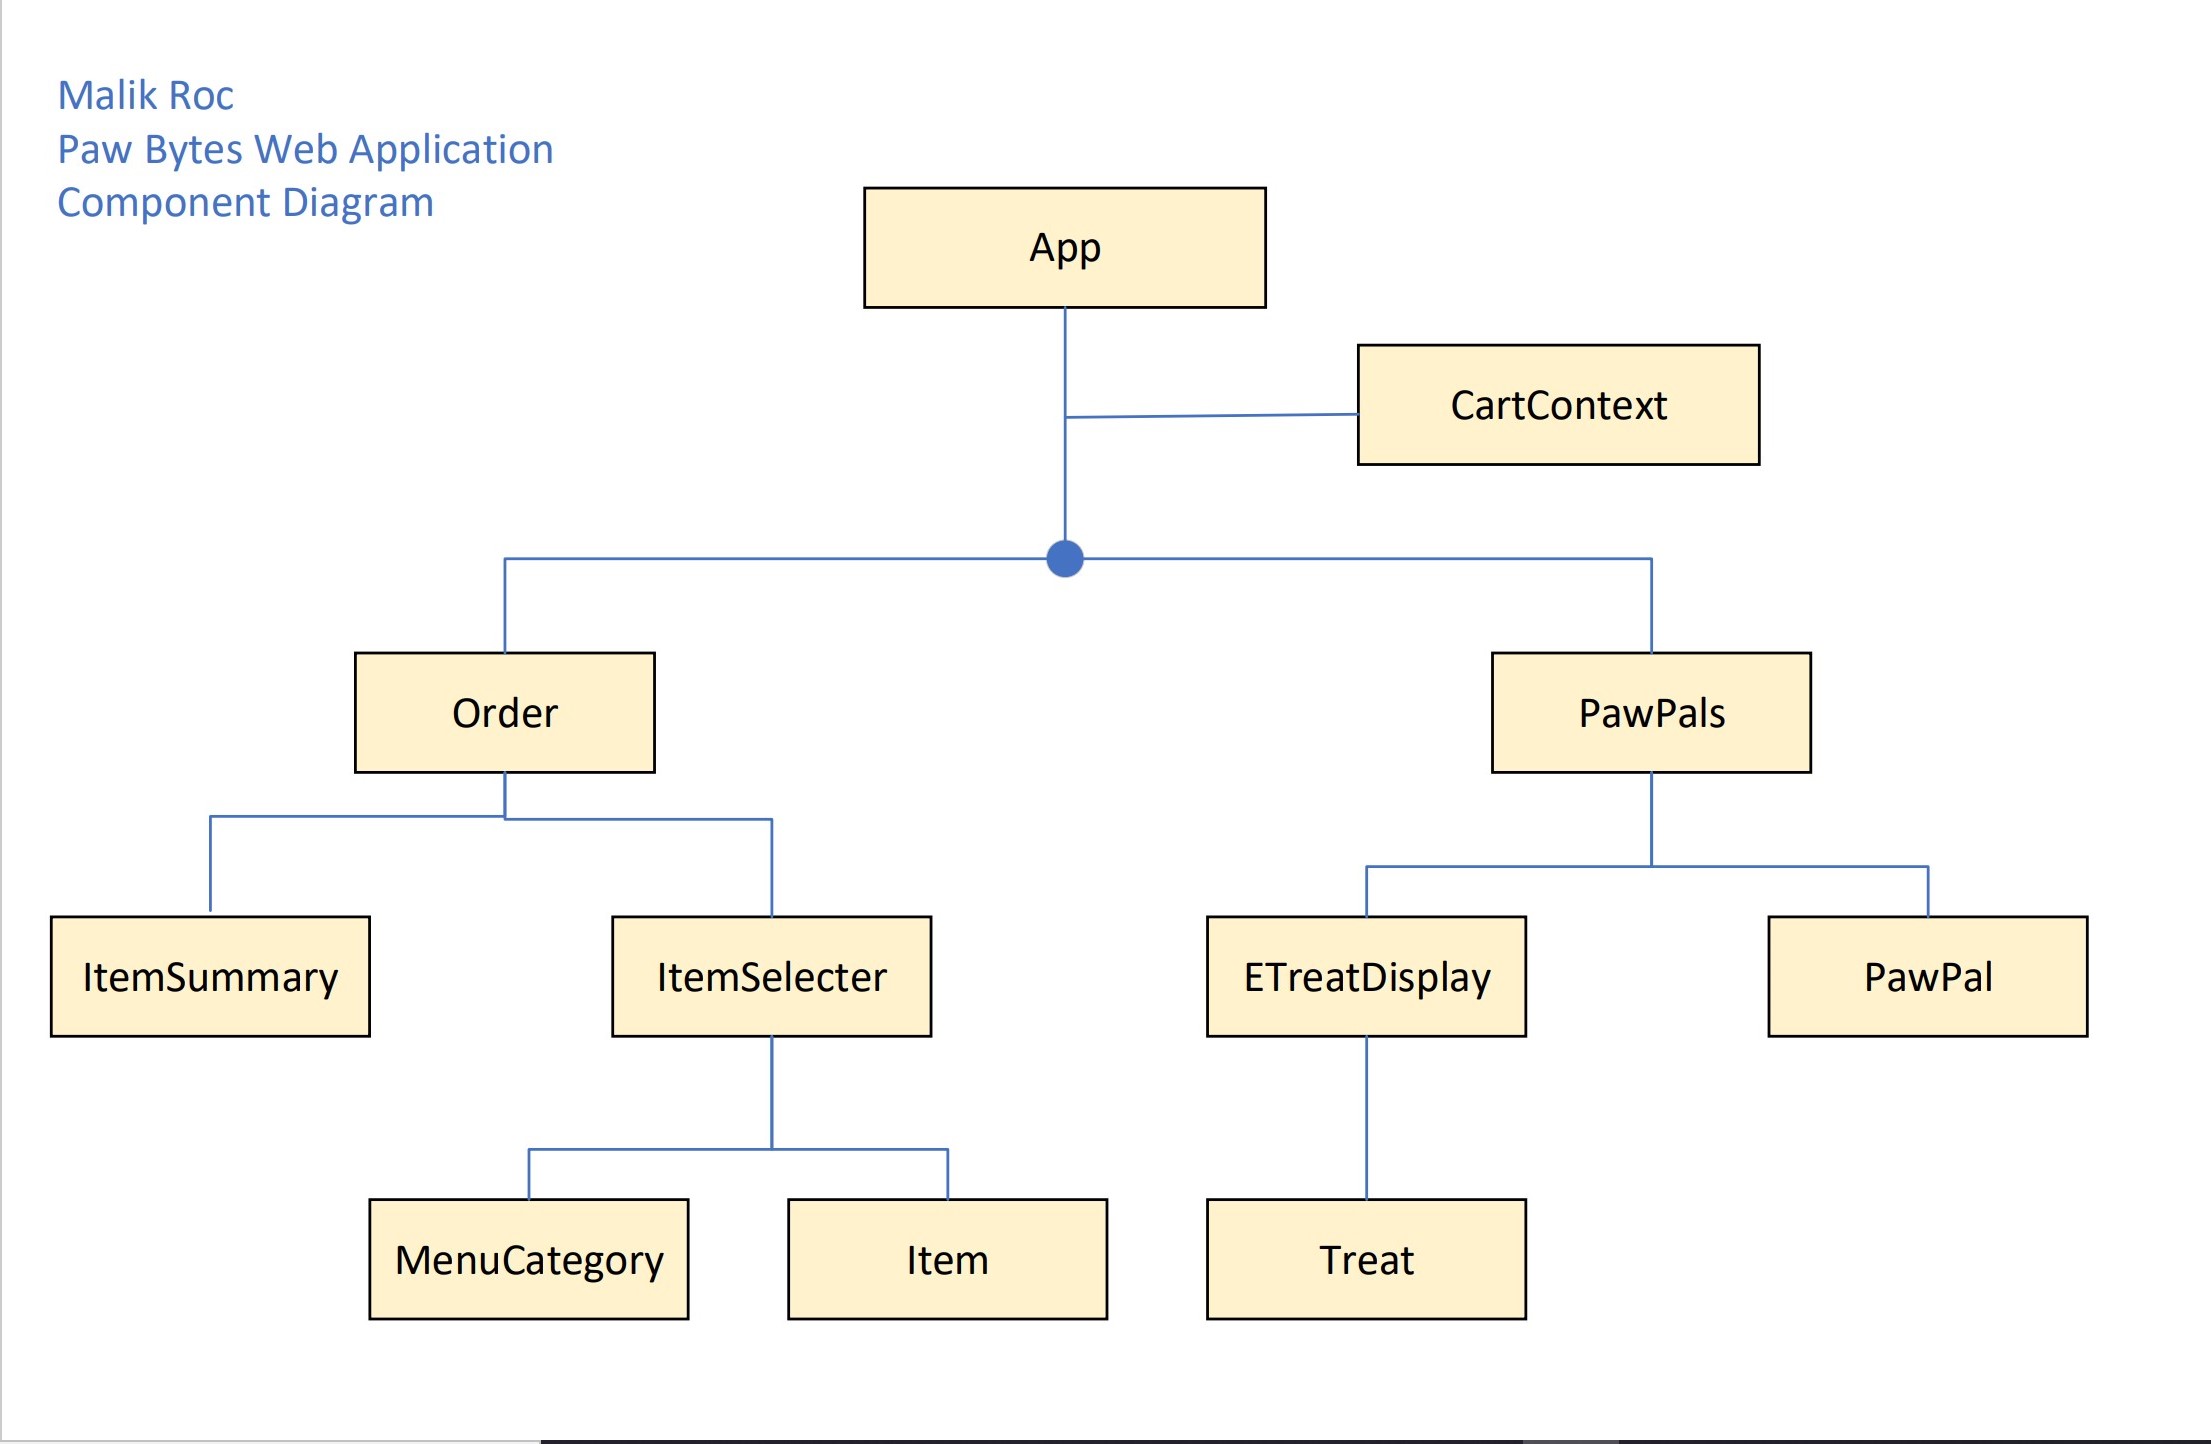 Malik Roc
Paw Bytes Web Application
Component Diagram
App
CartContext
Order
PawPals
ItemSummary
ItemSelecter
ETreatDisplay
PawPal
MenuCategory
Item
Treat